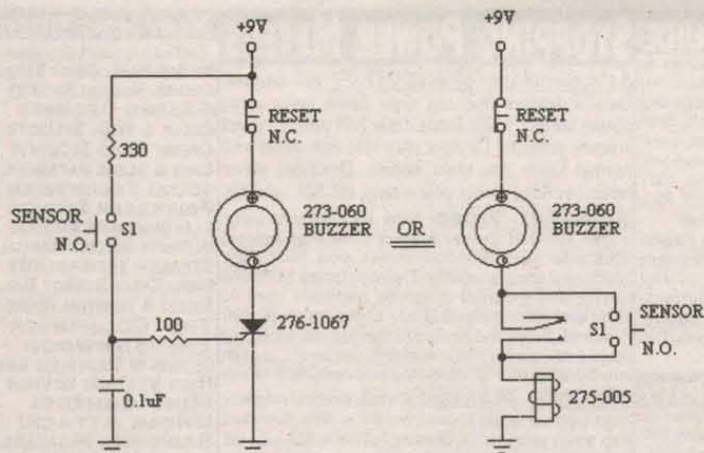 +9V
RESET
N.C.
330
SENSOR
N.O.
S1
273-060
BUZZER
100
276-1067
0.1uF
OR
+9V
RESET
N.C.
273-060
BUZZER
S1
SENSOR
N.O.
275-005